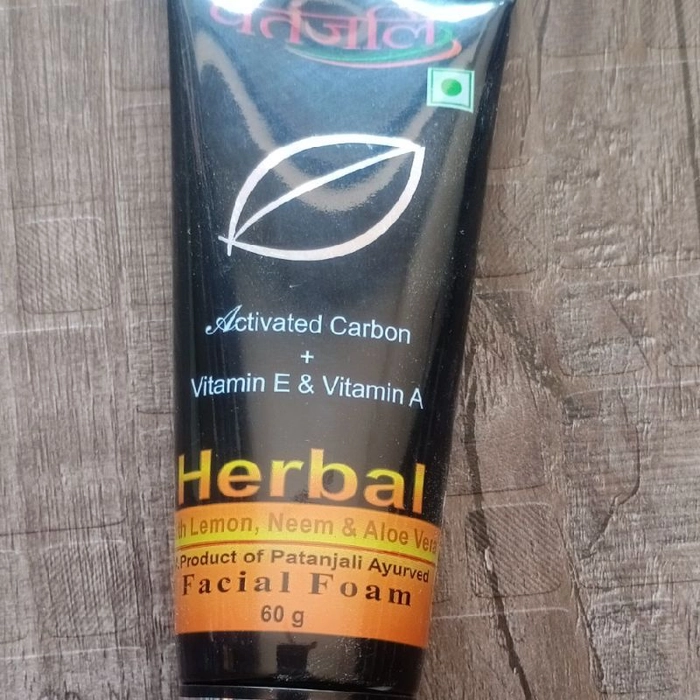 पतंजलि
Activated Carbon
+
Vitamin E & Vitamin A
Herbal
Lemon, Neem & Aloe Vera
Product of Patanjali Ayurved
Facial Foam
60 g